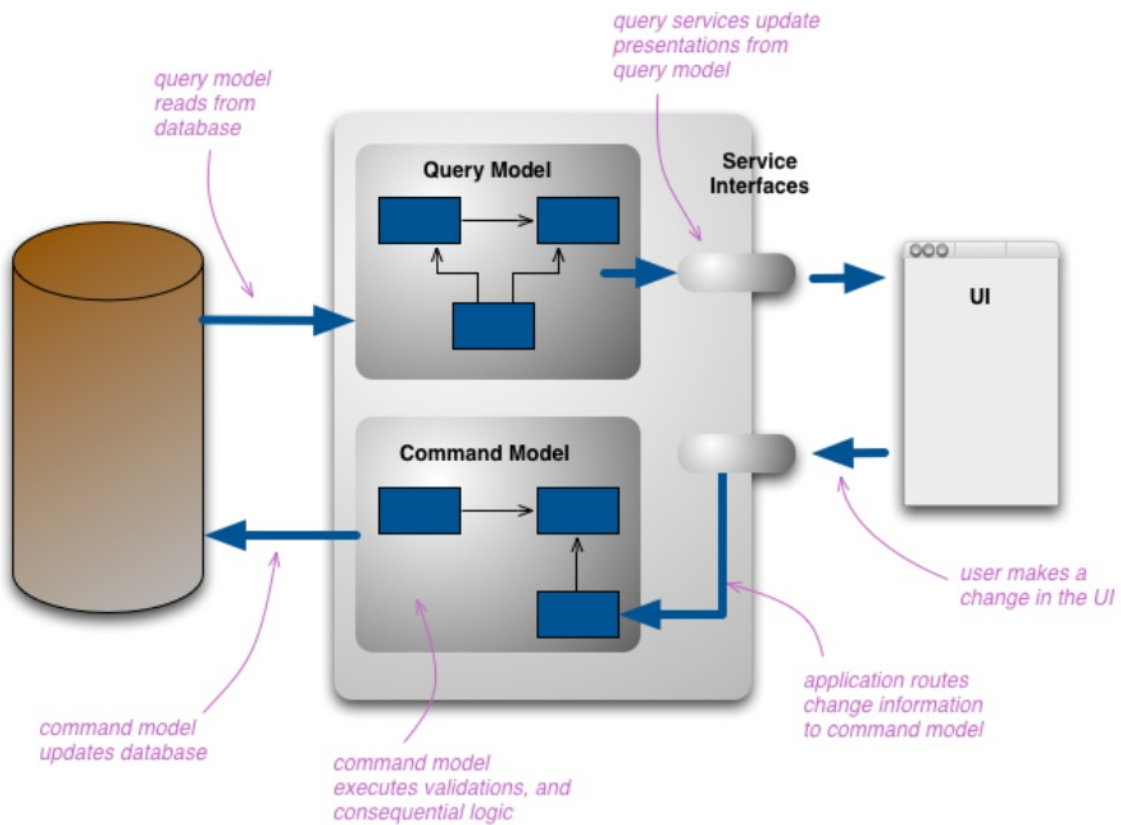 query services update
presentations from
query model
query model
reads from
database
Query Model
Service
Interfaces
UI
Command Model
user makes a
change in the UI
application routes
change information
to command model
command model
updates database
command model
executes validations, and
consequential logic